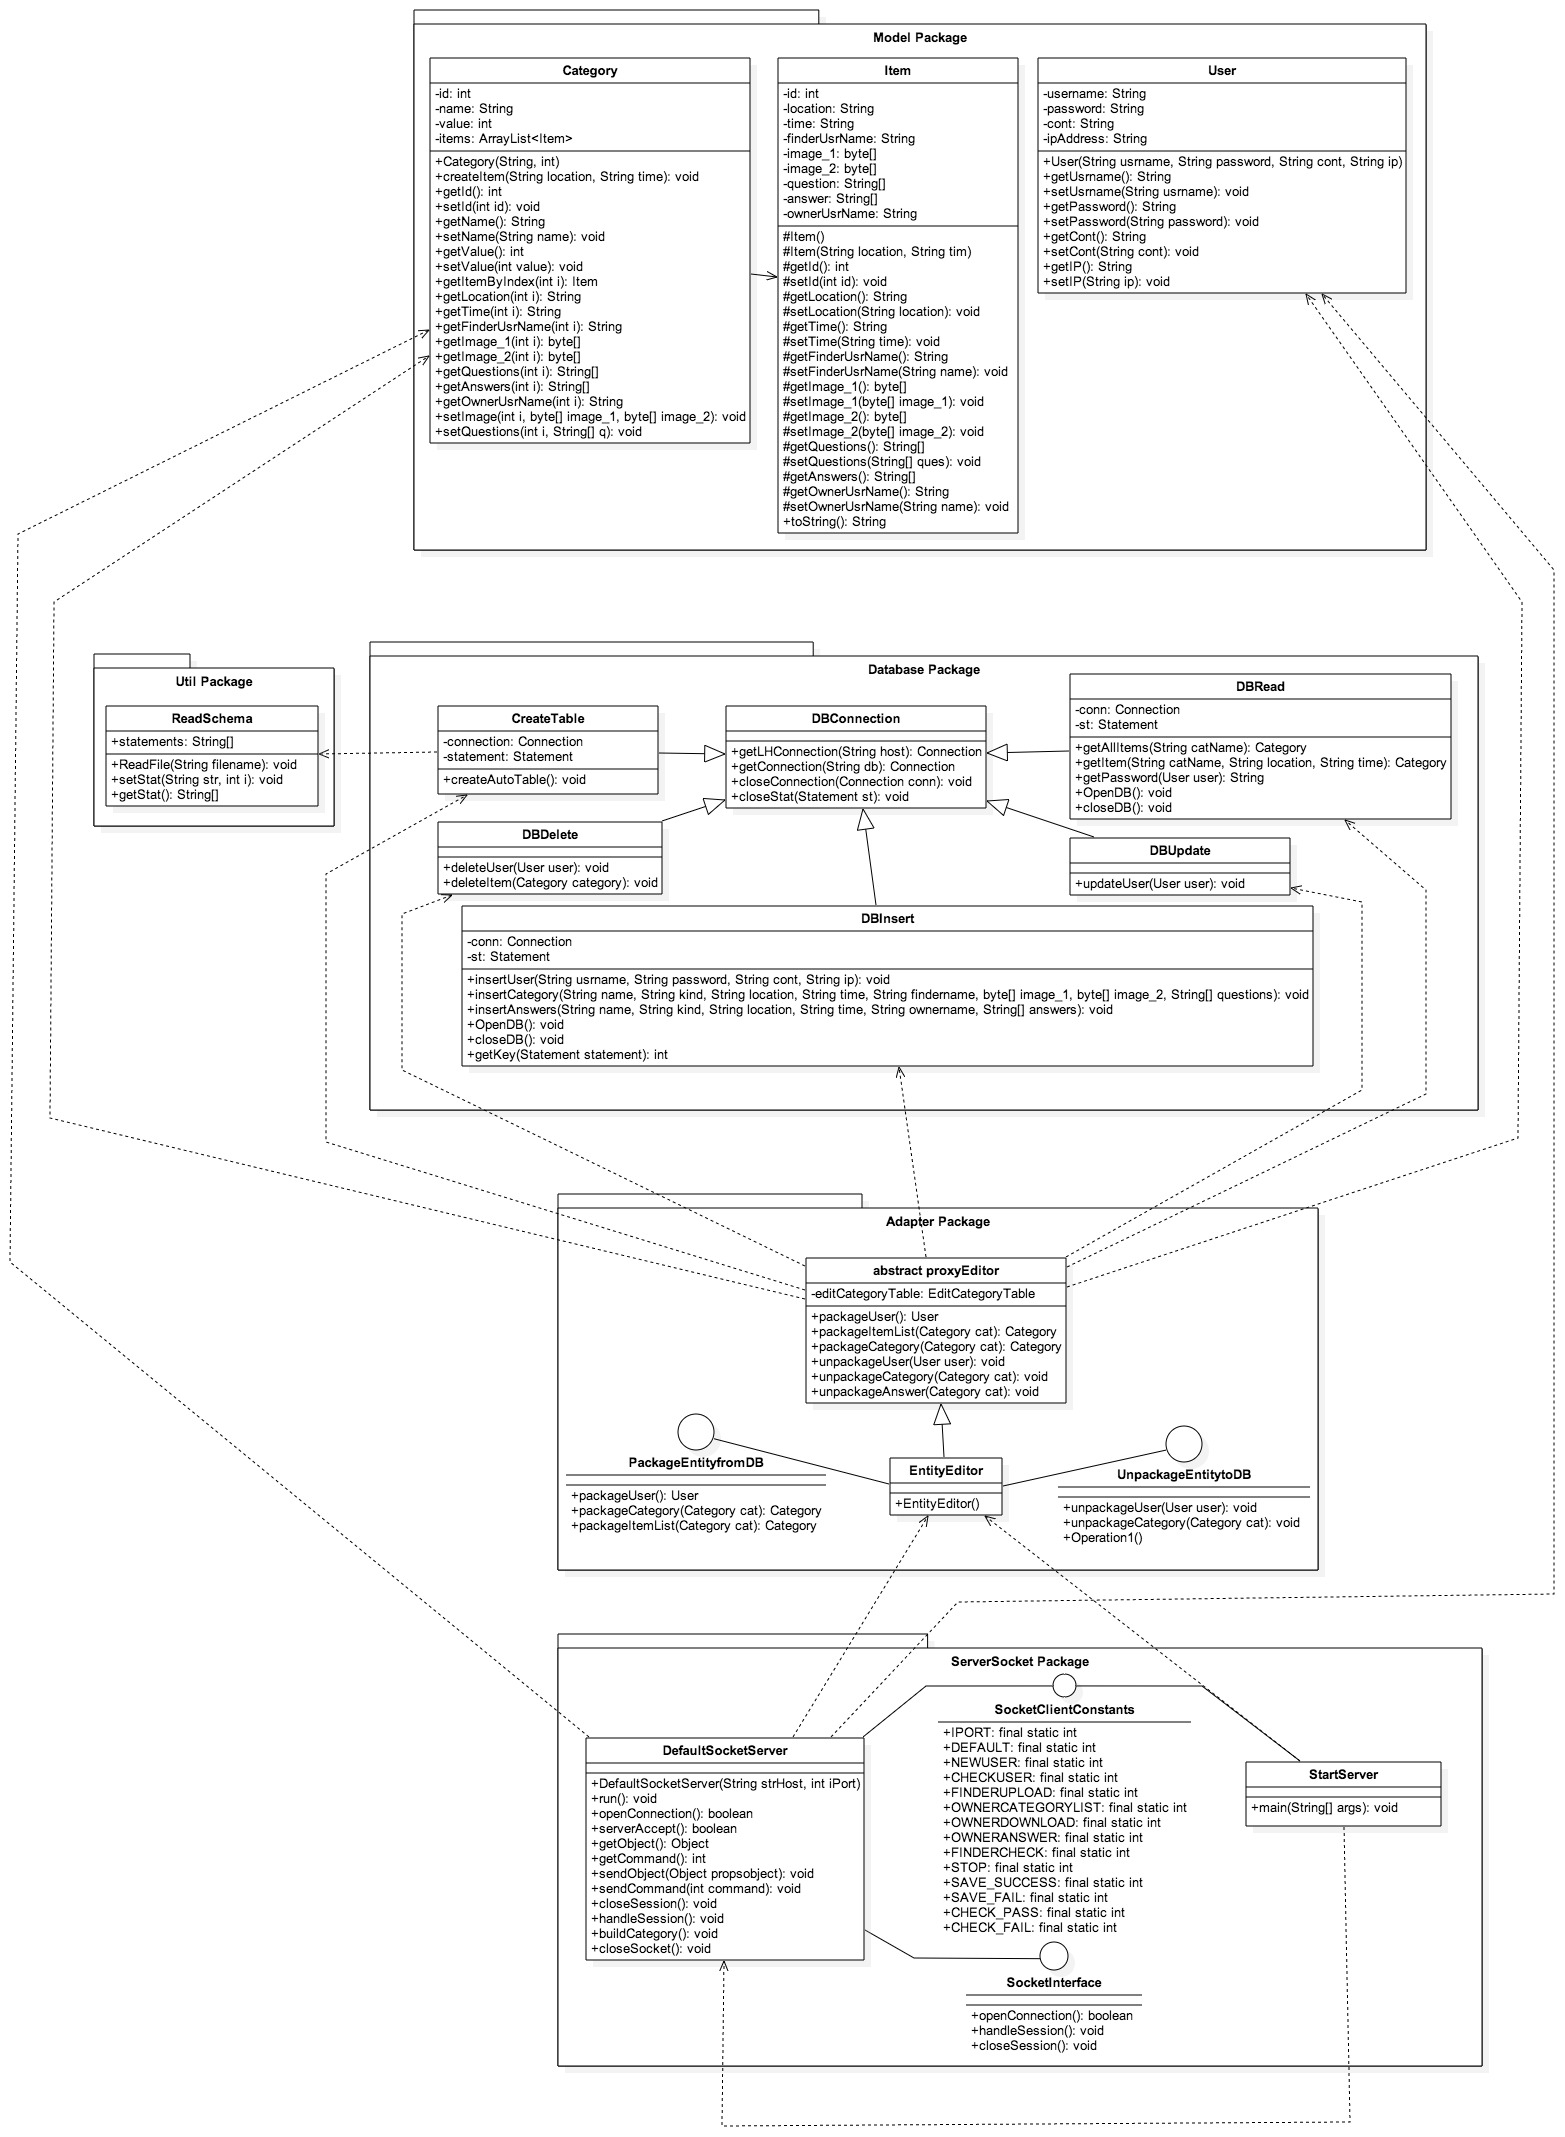 Model Package
Category
-id: int
-name: String
-value: int
-items: ArrayList<Item>
+Category(String, int)
+createItem(String location, String time): void
+getId(): int
+setId(int id): void
+getName(): String
+setName(String name): void
+getValue(): int
+setValue(int value): void
+getItemByIndex(int i): Item
+getLocation(int i): String
+getTime(int i): String
+getFinderUsrName(int i): String
+getImage_1(int i): byte[]
+getImage_2(int i): byte[]
+getQuestions(int i): String[]
+getAnswers(int i): String[]
+getOwnerUsrName(int i): String
+setImage(int i, byte[] image_1, byte[] image_2): void
+setQuestions(int i, String[] q): void
Item
-id: int
-location: String
-time: String
-finderUsrName: String
-image_1: byte[]
-image_2: byte[]
-question: String[]
-answer: String[]
-ownerUsrName: String
#Item()
#Item(String location, String tim)
#getId(): int
#setId(int id): void
#getLocation(): String
#setLocation(String location): void
#getTime(): String
#setTime(String time): void
#getFinderUsrName(): String
#setFinderUsrName(String name): void
#getImage_1(): byte[]
#setImage_1(byte[] image_1): void
#getImage_2(): byte[]
#setImage_2(byte[] image_2): void
#getQuestions(): String[]
#setQuestions(String[] ques): void
#getAnswers(): String[]
#getOwnerUsrName(): String
#setOwnerUsrName(String name): void
+toString(): String
User
-username: String
-password: String
-cont: String
-ipAddress: String
+User(String usrname, String password, String cont, String ip)
+getUsrname(): String
+setUsrname(String usrname): void
+getPassword(): String
+setPassword(String password): void
+getCont(): String
+setCont(String cont): void
+getIP(): String
+setIP(String ip): void
Util Package
ReadSchema
+statements: String[]
+ReadFile(String filename): void
+setStat(String str, int i): void
+getStat(): String[]
Database Package
CreateTable
-connection: Connection
-statement: Statement
+createAutoTable(): void
DBConnection
+getLHConnection(String host): Connection
+getConnection(String db): Connection
+closeConnection(Connection conn): void
+closeStat(Statement st): void
DBRead
-conn: Connection
-st: Statement
+getAllItems(String catName): Category
+getItem(String catName, String location, String time): Category
+getPassword(User user): String
+OpenDB(): void
+closeDB(): void
DBDelete
+deleteUser(User user): void
+deleteItem(Category category): void
DBUpdate
+updateUser(User user): void
DBInsert
-conn: Connection
-st: Statement
+insertUser(String usrname, String password, String cont, String ip): void
+insertCategory(String name, String kind, String location, String time, String findername, byte[] image_1, byte[] image_2, String[] questions): void
+insertAnswers(String name, String kind, String location, String time, String ownername, String[] answers): void
+OpenDB(): void
+closeDB(): void
+getKey(Statement statement): int
Adapter Package
abstract proxyEditor
-editCategoryTable: EditCategoryTable
+packageUser(): User
+packageItemList(Category cat): Category
+packageCategory(Category cat): Category
+unpackageUser(User user): void
+unpackageCategory(Category cat): void
+unpackageAnswer(Category cat): void
PackageEntityfromDB
+packageUser(): User
+packageCategory(Category cat): Category
+packageItemList(Category cat): Category
EntityEditor
+EntityEditor()
UnpackageEntitytoDB
+unpackageUser(User user): void
+unpackageCategory(Category cat): void
+Operation1()
ServerSocket Package
DefaultSocketServer
+DefaultSocketServer(String strHost, int iPort)
+run(): void
+openConnection(): boolean
+serverAccept(): boolean
+getObject(): Object
+getCommand(): int
+sendObject(Object propsobject): void
+sendCommand(int command): void
+closeSession(): void
+handleSession(): void
+buildCategory(): void
+closeSocket(): void
SocketClientConstants
+IPORT: final static int
+DEFAULT: final static int
+NEWUSER: final static int
+CHECKUSER: final static int
+FINDERUPLOAD: final static int
+OWNERCATEGORYLIST: final static int
+OWNERDOWNLOAD: final static int
+OWNERANSWER: final static int
+FINDERCHECK: final static int
+STOP: final static int
+SAVE_SUCCESS: final static int
+SAVE_FAIL: final static int
+CHECK_PASS: final static int
+CHECK_FAIL: final static int
StartServer
+main(String[] args): void
SocketInterface
+openConnection(): boolean
+handleSession(): void
+closeSession(): void